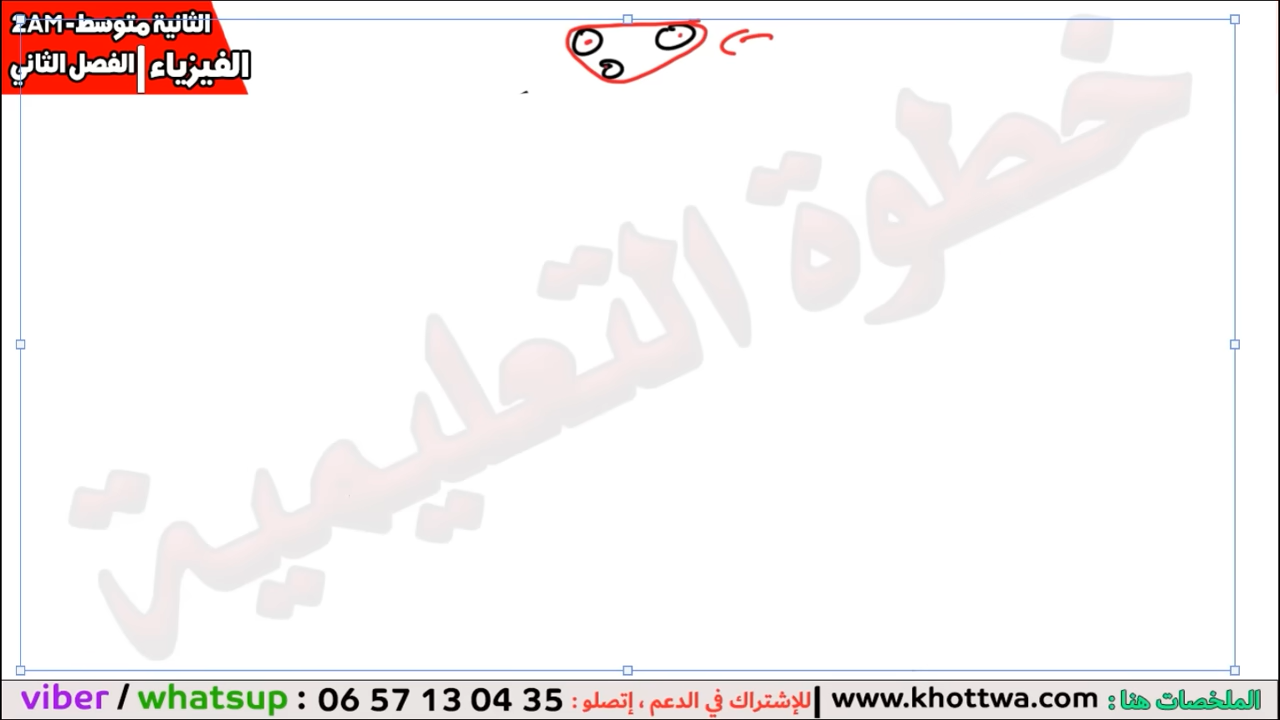 الثانية متوسط - 2AM
الفيزياء | الفصل الثاني
خطوة التعليمية
الملخصات هنا : www.khottwa.com | للإشتراك في الدعم ، إتصلو : viber / whatsup : 06 57 13 04 35